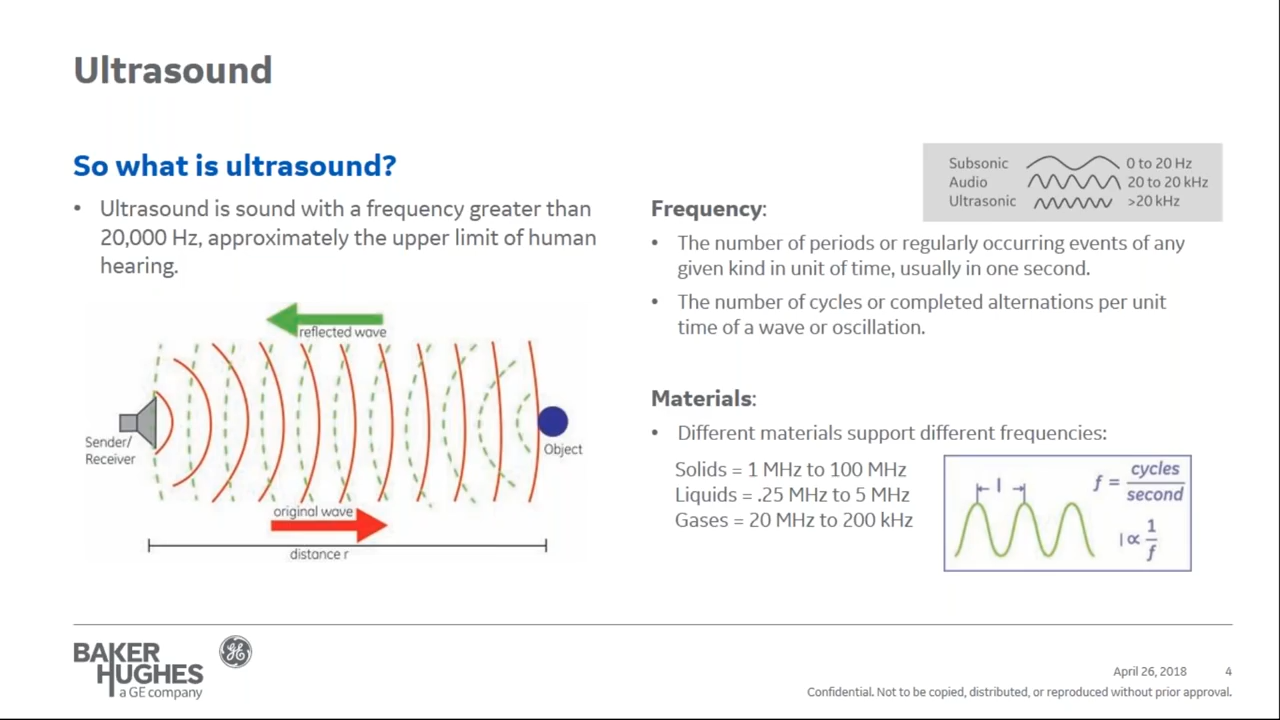 Ultrasound
So what is ultrasound?
• Ultrasound is sound with a frequency greater than
20,000 Hz, approximately the upper limit of human
hearing.
reflected wave
Sender/
Receiver
Object
original wave
distance r
Subsonic 0 to 20 Hz
Audio 20 to 20 kHz
Ultrasonic >20 kHz
Frequency:
• The number of periods or regularly occurring events of any
given kind in unit of time, usually in one second.
• The number of cycles or completed alternations per unit
time of a wave or oscillation.
Materials:
• Different materials support different frequencies:
Solids = 1 MHz to 100 MHz
Liquids = .25 MHz to 5 MHz
Gases = 20 MHz to 200 kHz
l
f = cycles
second
l ∝ 1
f
BAKER
HUGHES
a GE company
GE
April 26, 2018 4
Confidential. Not to be copied, distributed, or reproduced without prior approval.